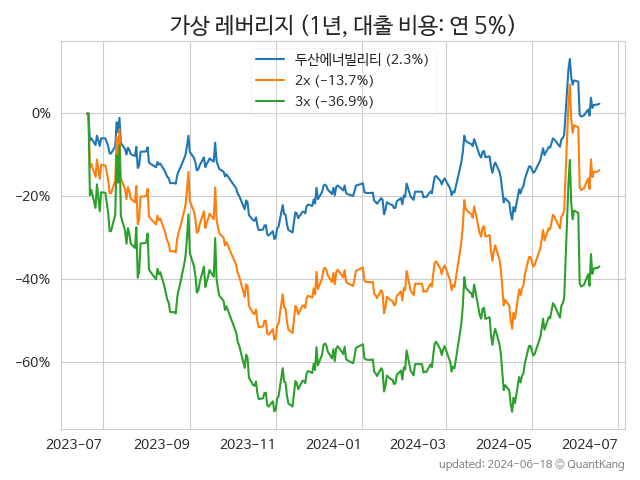 가상 레버리지 (1년, 대출 비용: 연 5%)
두산에너빌리티 (2.3%)
2x (−13.7%)
3x (−36.9%)
0%
−20%
−40%
−60%
2023-07 2023-09 2023-11 2024-01 2024-03 2024-05 2024-07
updated: 2024-06-18 ⓒ QuantKang